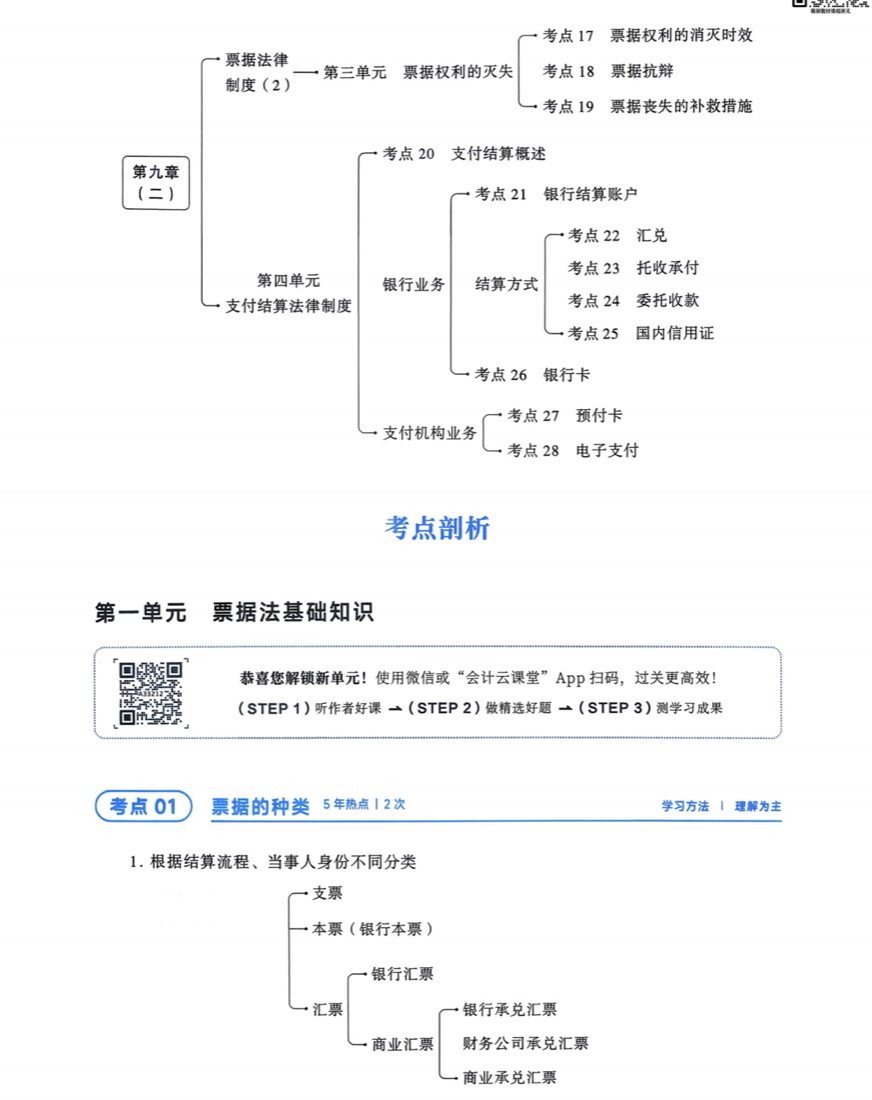 票据法律
制度（2）
第三单元 票据权利的灭失
考点 17 票据权利的消灭时效
考点 18 票据抗辩
考点 19 票据丧失的补救措施
第九章
（二）
第四单元
支付结算法律制度
考点 20 支付结算概述
银行业务
考点 21 银行结算账户
结算方式
考点 22 汇兑
考点 23 托收承付
考点 24 委托收款
考点 25 国内信用证
考点 26 银行卡
支付机构业务
考点 27 预付卡
考点 28 电子支付
考点剖析
第一单元 票据法基础知识
恭喜您解锁新单元！使用微信或“会计云课堂”App 扫码，过关更高效！
（STEP 1）听作者好课 ⇀（STEP 2）做精选好题 ⇀（STEP 3）测学习成果
考点 01 票据的种类 5 年热点 | 2 次 学习方法 | 理解为主
1. 根据结算流程、当事人身份不同分类
支票
本票（银行本票）
汇票
银行汇票
商业汇票
银行承兑汇票
财务公司承兑汇票
商业承兑汇票